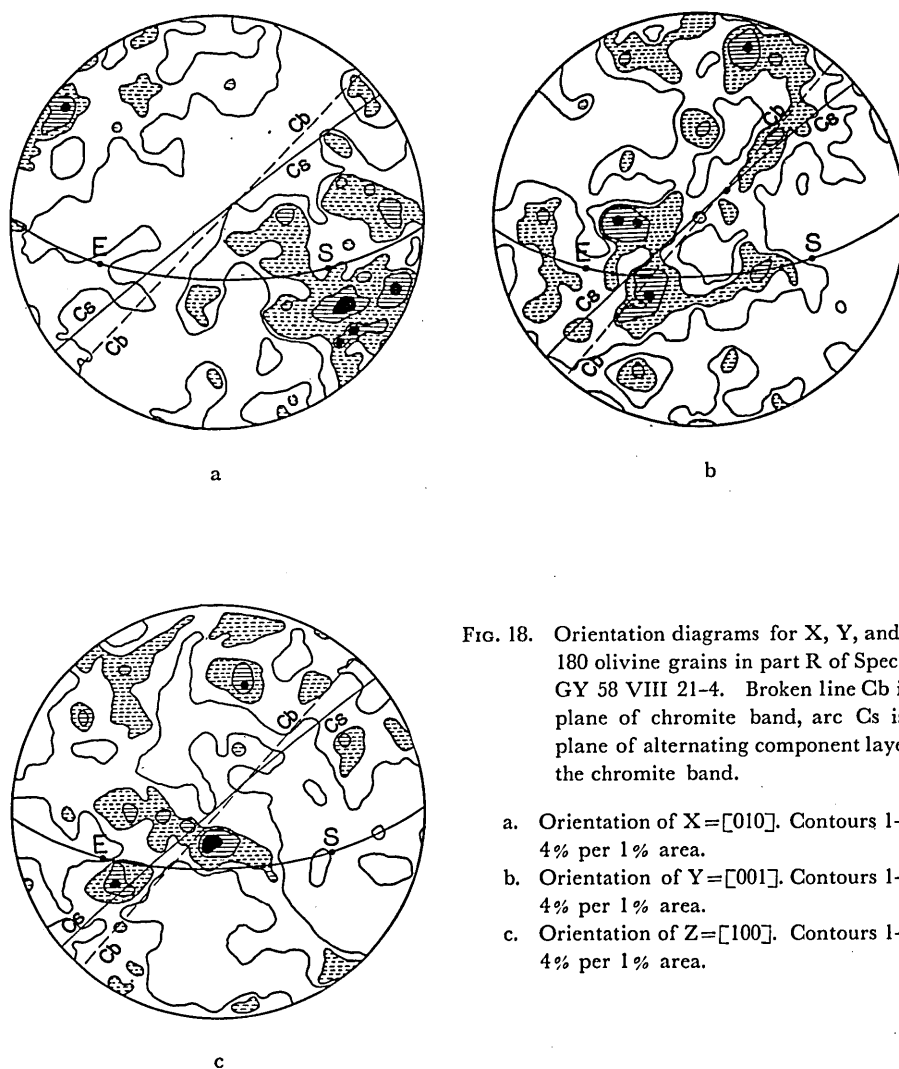 Cb
Cs
E
S
Cs
Cb
a
Cb
Cs
E
S
Cs
Cb
b
Cb
Cs
E
S
Cs
Cb
c
FIG. 18. Orientation diagrams for X, Y, and
180 olivine grains in part R of Spec
GY 58 VIII 21-4. Broken line Cb i
plane of chromite band, arc Cs is
plane of alternating component laye
the chromite band.
a. Orientation of X=[010]. Contours 1-
4% per 1% area.
b. Orientation of Y=[001]. Contours 1-
4% per 1% area.
c. Orientation of Z=[100]. Contours 1-
4% per 1% area.